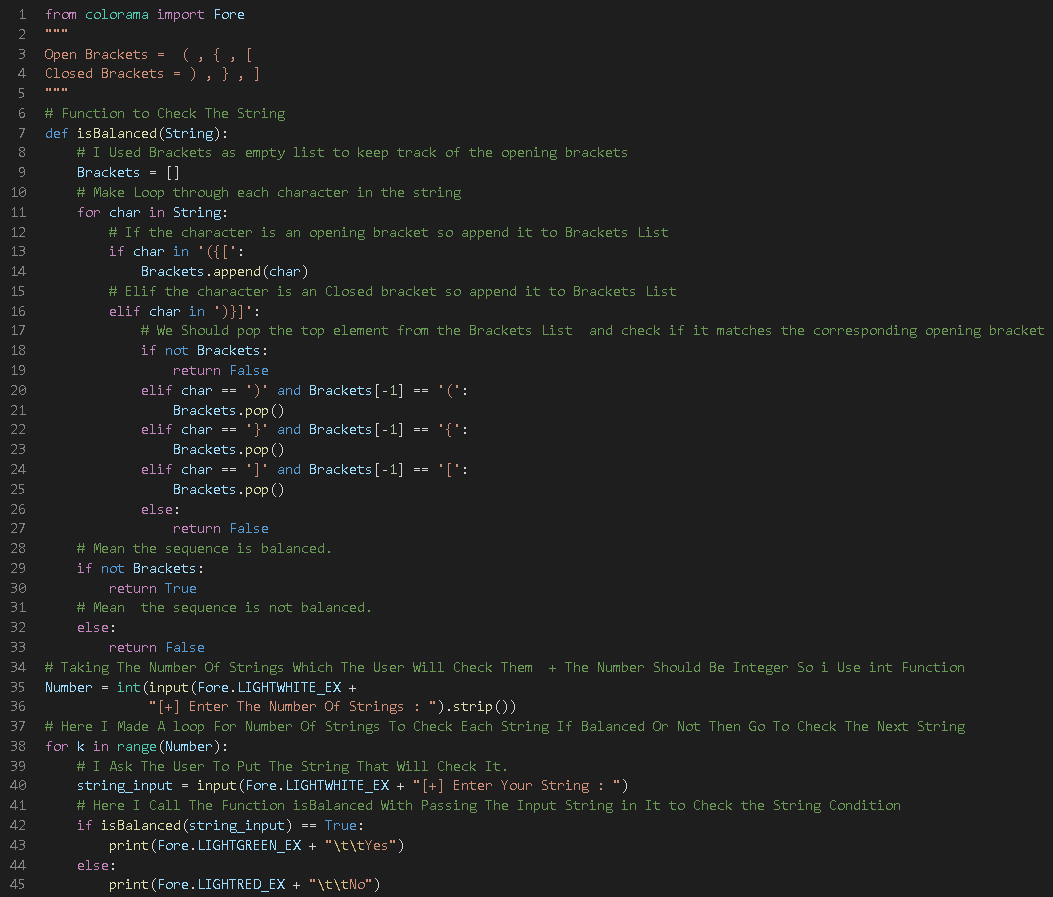 1 from colorama import Fore
2 """
3 Open Brackets =  ( , { , [
4 Closed Brackets = ) , } , ]
5 """
6 # Function to Check The String
7 def isBalanced(String):
8     # I Used Brackets as empty list to keep track of the opening brackets
9     Brackets = []
10     # Make Loop through each character in the string
11     for char in String:
12         # If the character is an opening bracket so append it to Brackets List
13         if char in '({[':
14             Brackets.append(char)
15         # Elif the character is an Closed bracket so append it to Brackets List
16         elif char in ')}]':
17             # We Should pop the top element from the Brackets List  and check if it matches the corresponding opening bracket
18             if not Brackets:
19                 return False
20             elif char == ')' and Brackets[-1] == '(':
21                 Brackets.pop()
22             elif char == '}' and Brackets[-1] == '{':
23                 Brackets.pop()
24             elif char == ']' and Brackets[-1] == '[':
25                 Brackets.pop()
26             else:
27                 return False
28     # Mean the sequence is balanced.
29     if not Brackets:
30         return True
31     # Mean  the sequence is not balanced.
32     else:
33         return False
34 # Taking The Number Of Strings Which The User Will Check Them  + The Number Should Be Integer So i Use int Function
35 Number = int(input(Fore.LIGHTWHITE_EX +
36              "[+] Enter The Number Of Strings : ").strip())
37 # Here I Made A loop For Number Of Strings To Check Each String If Balanced Or Not Then Go To Check The Next String
38 for k in range(Number):
39     # I Ask The User To Put The String That Will Check It.
40     string_input = input(Fore.LIGHTWHITE_EX + "[+] Enter Your String : ")
41     # Here I Call The Function isBalanced With Passing The Input String in It to Check the String Condition
42     if isBalanced(string_input) == True:
43         print(Fore.LIGHTGREEN_EX + "\t\tYes")
44     else:
45         print(Fore.LIGHTRED_EX + "\t\tNo")